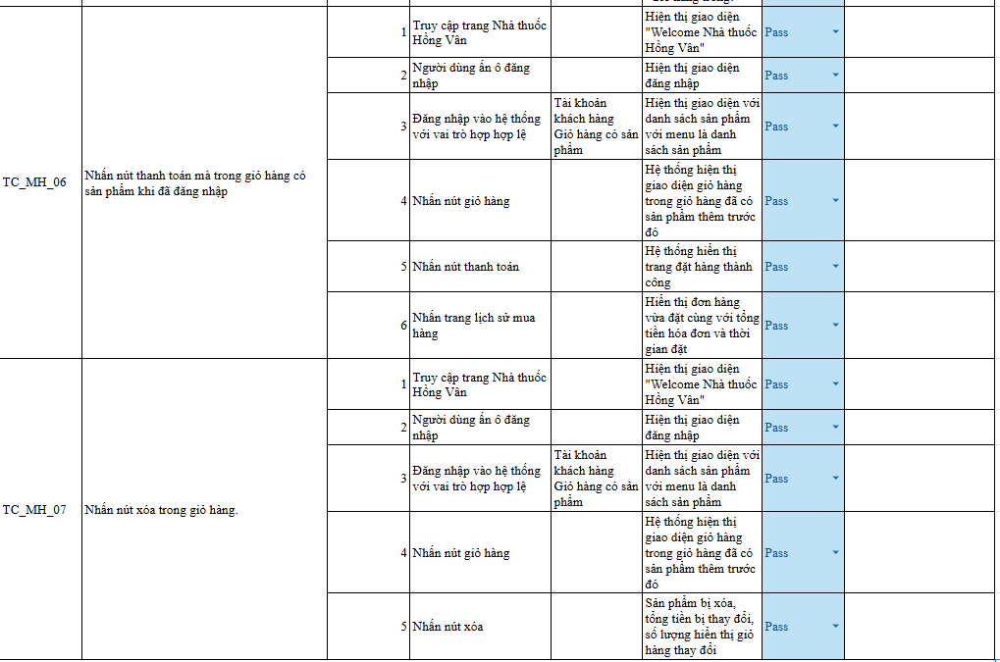 1 Truy cập trang Nhà thuốc
Hồng Vân
Hiện thị giao diện
"Welcome Nhà thuốc
Hồng Vân"
Pass
2 Người dùng ấn ô đăng
nhập
Hiện thị giao diện
đăng nhập
Pass
3 Đăng nhập vào hệ thống
với vai trò hợp hợp lệ
Tài khoản
khách hàng
Giỏ hàng có sản
phẩm
Hiện thị giao diện với
danh sách sản phẩm
với menu là danh
sách sản phẩm
Pass
TC_MH_06
Nhấn nút thanh toán mà trong giỏ hàng có
sản phẩm khi đã đăng nhập
4 Nhấn nút giỏ hàng
Hệ thống hiện thị
giao diện giỏ hàng
trong giỏ hàng đã có
sản phẩm thêm trước
đó
Pass
5 Nhấn nút thanh toán
Hệ thống hiển thị
trang đặt hàng thành
công
Pass
6 Nhấn trang lịch sử mua
hàng
Hiển thị đơn hàng
vừa đặt cùng với tổng
tiền hóa đơn và thời
gian đặt
Pass
1 Truy cập trang Nhà thuốc
Hồng Vân
Hiện thị giao diện
"Welcome Nhà thuốc
Hồng Vân"
Pass
2 Người dùng ấn ô đăng
nhập
Hiện thị giao diện
đăng nhập
Pass
3 Đăng nhập vào hệ thống
với vai trò hợp hợp lệ
Tài khoản
khách hàng
Giỏ hàng có sản
phẩm
Hiện thị giao diện với
danh sách sản phẩm
với menu là danh
sách sản phẩm
Pass
TC_MH_07
Nhấn nút xóa trong giỏ hàng.
4 Nhấn nút giỏ hàng
Hệ thống hiện thị
giao diện giỏ hàng
trong giỏ hàng đã có
sản phẩm thêm trước
đó
Pass
5 Nhấn nút xóa
Sản phẩm bị xóa,
tổng tiền bị thay đổi,
số lượng hiển thị giỏ
hàng thay đổi
Pass